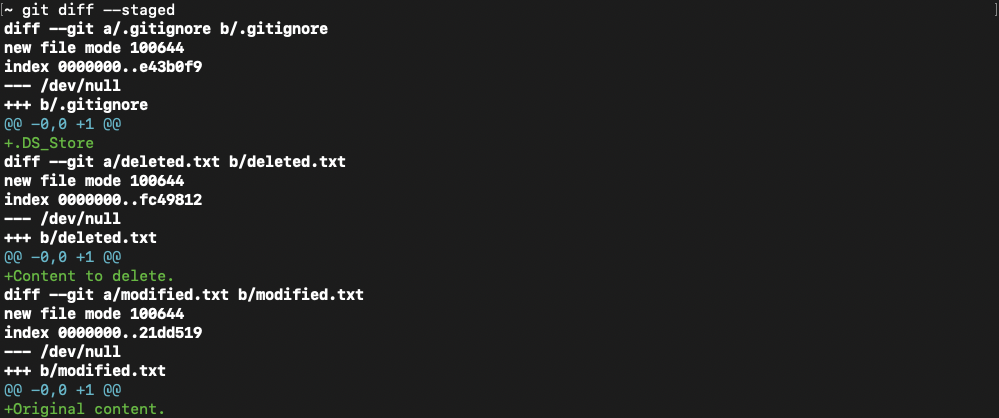 [~ git diff --staged ]
diff --git a/.gitignore b/.gitignore
new file mode 100644
index 0000000..e43b0f9
--- /dev/null
+++ b/.gitignore
@@ -0,0 +1 @@
+.DS_Store
diff --git a/deleted.txt b/deleted.txt
new file mode 100644
index 0000000..fc49812
--- /dev/null
+++ b/deleted.txt
@@ -0,0 +1 @@
+Content to delete.
diff --git a/modified.txt b/modified.txt
new file mode 100644
index 0000000..21dd519
--- /dev/null
+++ b/modified.txt
@@ -0,0 +1 @@
+Original content.